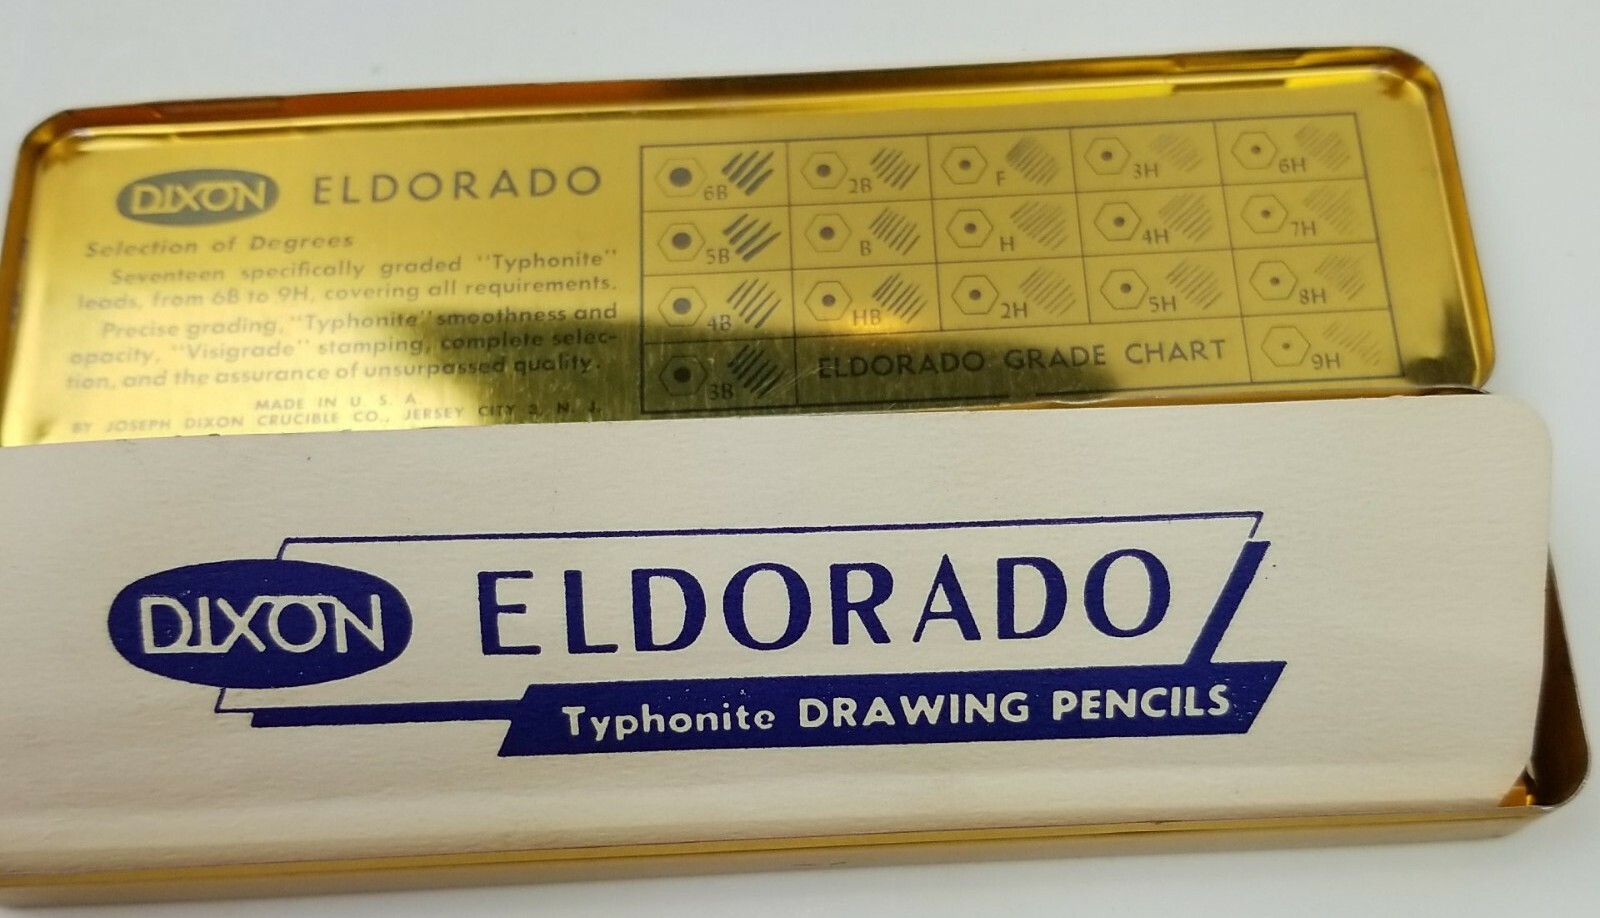 DIXON ELDORADO
Selection of Degrees
Seventeen specifically graded "Typhonite"
leads, from 6B to 9H, covering all requirements.
Precise grading, "Typhonite" smoothness and
opacity, "Visigrade" stamping, complete selec-
tion, and the assurance of unsurpassed quality.
MADE IN U. S. A.
BY JOSEPH DIXON CRUCIBLE CO., JERSEY CITY 3, N. J.
6B 2B F 3H 6H
5B B H 4H 7H
4B HB 2H 5H 8H
3B ELDORADO GRADE CHART 9H
DIXON ELDORADO
Typhonite DRAWING PENCILS